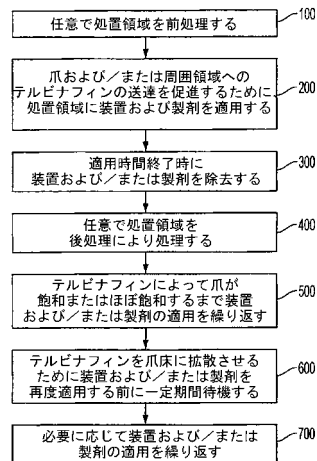 任意で処置領域を前処理する
100
爪および/または周囲領域への
テルビナフィンの送達を促進するために
処置領域に装置および製剤を適用する
200
適用時間終了時に
装置および/または製剤を除去する
300
任意で処置領域を
後処理により処理する
400
テルビナフィンによって爪が
飽和またはほぼ飽和するまで装置
および/または製剤の適用を繰り返す
500
テルビナフィンを爪床に拡散させる
ために装置および/または製剤を
再度適用する前に一定期間待機する
600
必要に応じて装置および/または
製剤の適用を繰り返す
700